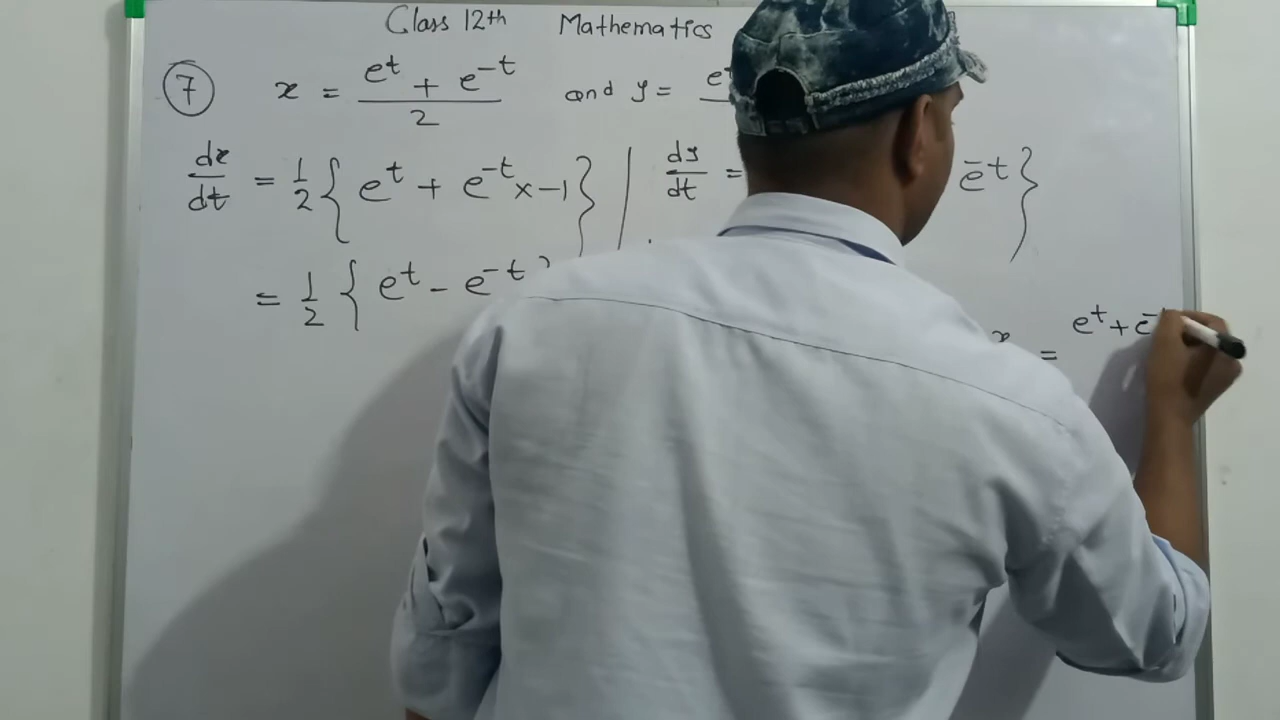 Class 12th Mathematics
⑦ x = (e^t + e^-t)/2 and y = e^t
dx/dt = 1/2 { e^t + e^-t x -1 } | dy/dt = e^-t }
= 1/2 { e^t - e^-t }
x = e^t + e^-